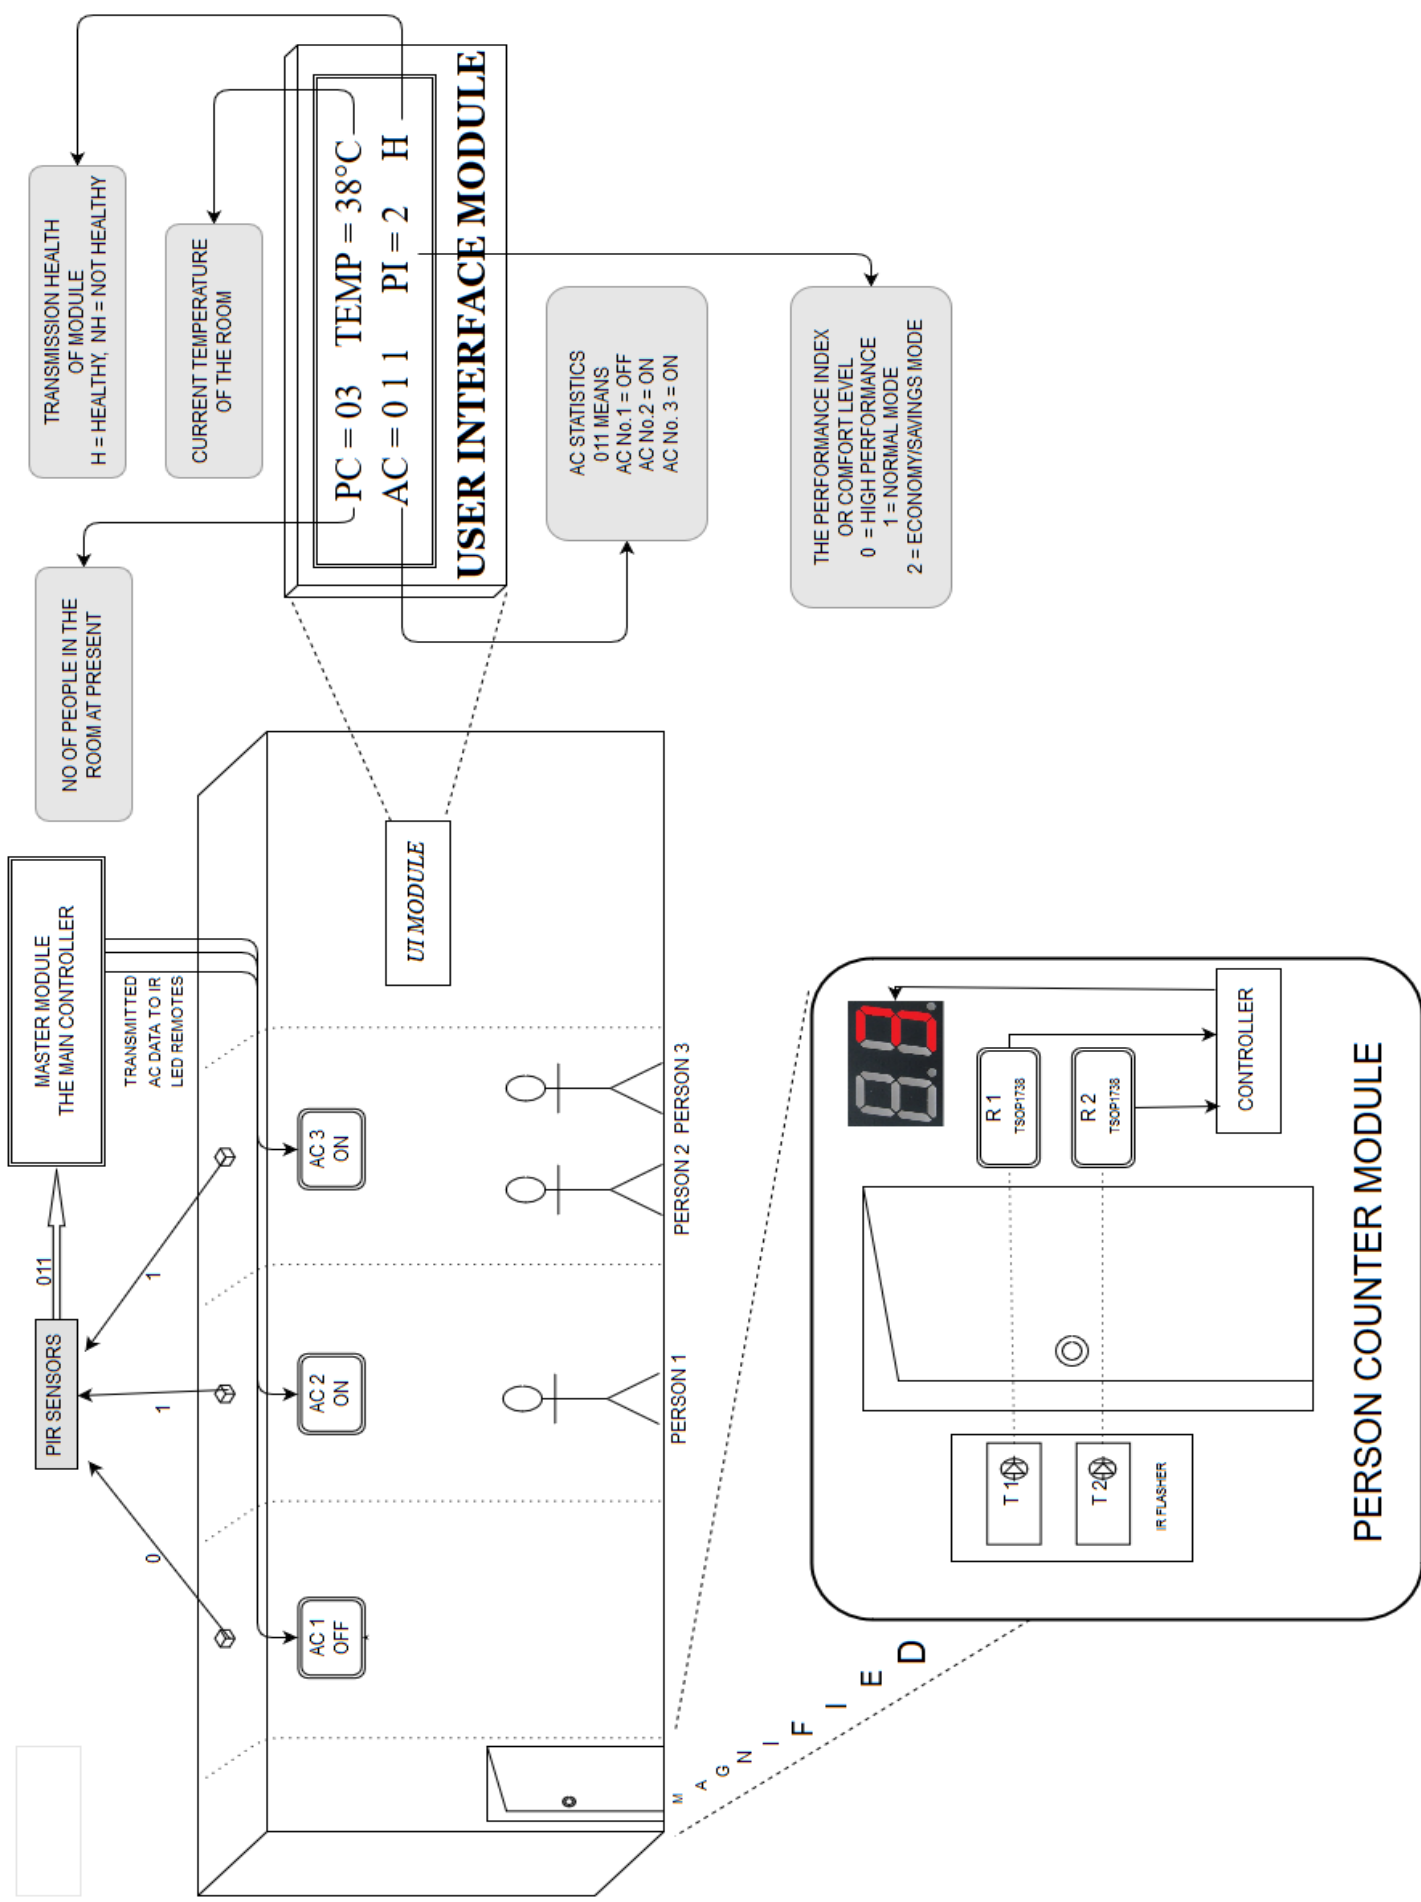 MASTER MODULE
THE MAIN CONTROLLER
PIR SENSORS
011
0
1
1
TRANSMITTED
AC DATA TO IR
LED REMOTES
AC 1
OFF
AC 2
ON
AC 3
ON
UI MODULE
PERSON 1
PERSON 2
PERSON 3
NO OF PEOPLE IN THE
ROOM AT PRESENT
TRANSMISSION HEALTH
OF MODULE
H = HEALTHY, NH = NOT HEALTHY
CURRENT TEMPERATURE
OF THE ROOM
PC = 03 TEMP = 38°C
AC = 0 1 1 PI = 2 H
USER INTERFACE MODULE
AC STATISTICS
011 MEANS
AC No.1 = OFF
AC No.2 = ON
AC No. 3 = ON
THE PERFORMANCE INDEX
OR COMFORT LEVEL
0 = HIGH PERFORMANCE
1 = NORMAL MODE
2 = ECONOMY/SAVINGS MODE
MAGNIFIED
3
T 1
T 2
IR FLASHER
R 1
TSOP1738
R 2
TSOP1738
CONTROLLER
PERSON COUNTER MODULE